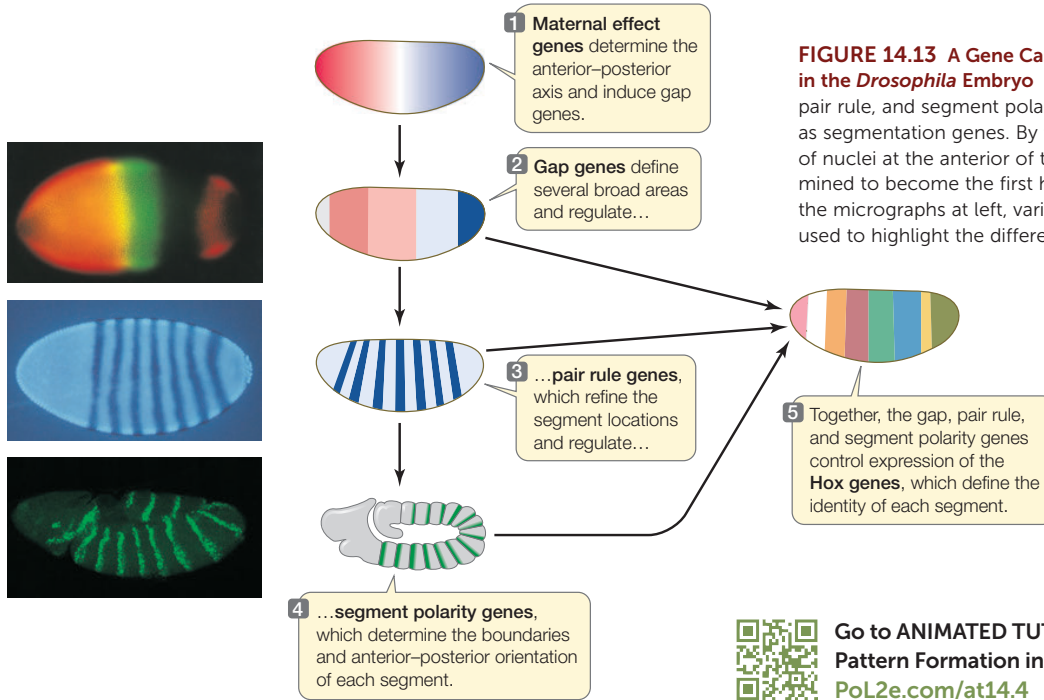 1 Maternal effect
genes determine the
anterior–posterior
axis and induce gap
genes.
2 Gap genes define
several broad areas
and regulate…
3 …pair rule genes,
which refine the
segment locations
and regulate…
4 …segment polarity genes,
which determine the boundaries
and anterior–posterior orientation
of each segment.
FIGURE 14.13 A Gene Ca
in the Drosophila Embryo
pair rule, and segment pola
as segmentation genes. By
of nuclei at the anterior of t
mined to become the first h
the micrographs at left, vari
used to highlight the differe
5 Together, the gap, pair rule,
and segment polarity genes
control expression of the
Hox genes, which define the
identity of each segment.
Go to ANIMATED TUT
Pattern Formation in
PoL2e.com/at14.4